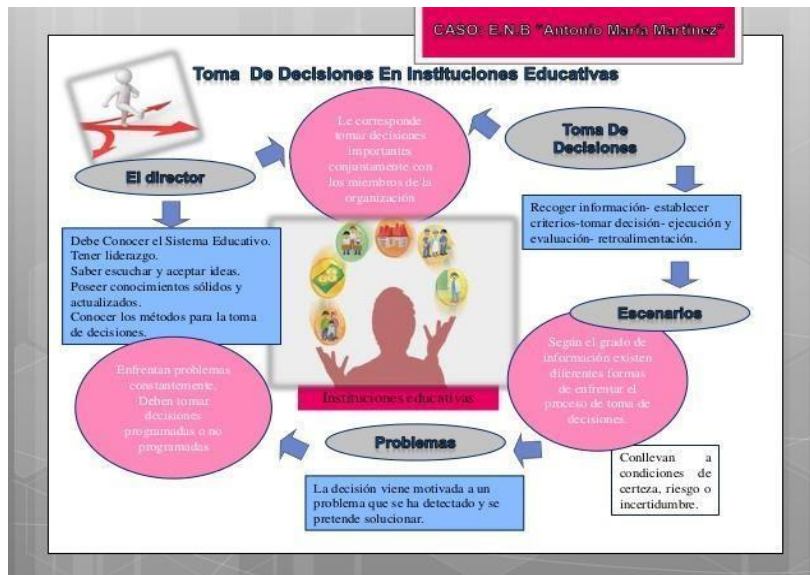 CASO: E.N.B "Antonio María Martínez"
Toma De Decisiones En Instituciones Educativas
Le corresponde
tomar decisiones
importantes
conjuntamente con
los miembros de la
organización
Toma De
Decisiones
El director
Recoger información- establecer
criterios-tomar decisión- ejecución y
evaluación- retroalimentación.
Debe Conocer el Sistema Educativo.
Tener liderazgo.
Saber escuchar y aceptar ideas.
Poseer conocimientos sólidos y
actualizados.
Conocer los métodos para la toma
de decisiones.
Escenarios
Según el grado de
información existen
diferentes formas
de enfrentar el
proceso de toma de
decisiones.
Enfrentan problemas
constantemente.
Deben tomar
decisiones
programadas o no
programadas
Instituciones educativas
Problemas
Conllevan a
condiciones de
certeza, riesgo o
incertidumbre.
La decisión viene motivada a un
problema que se ha detectado y se
pretende solucionar.